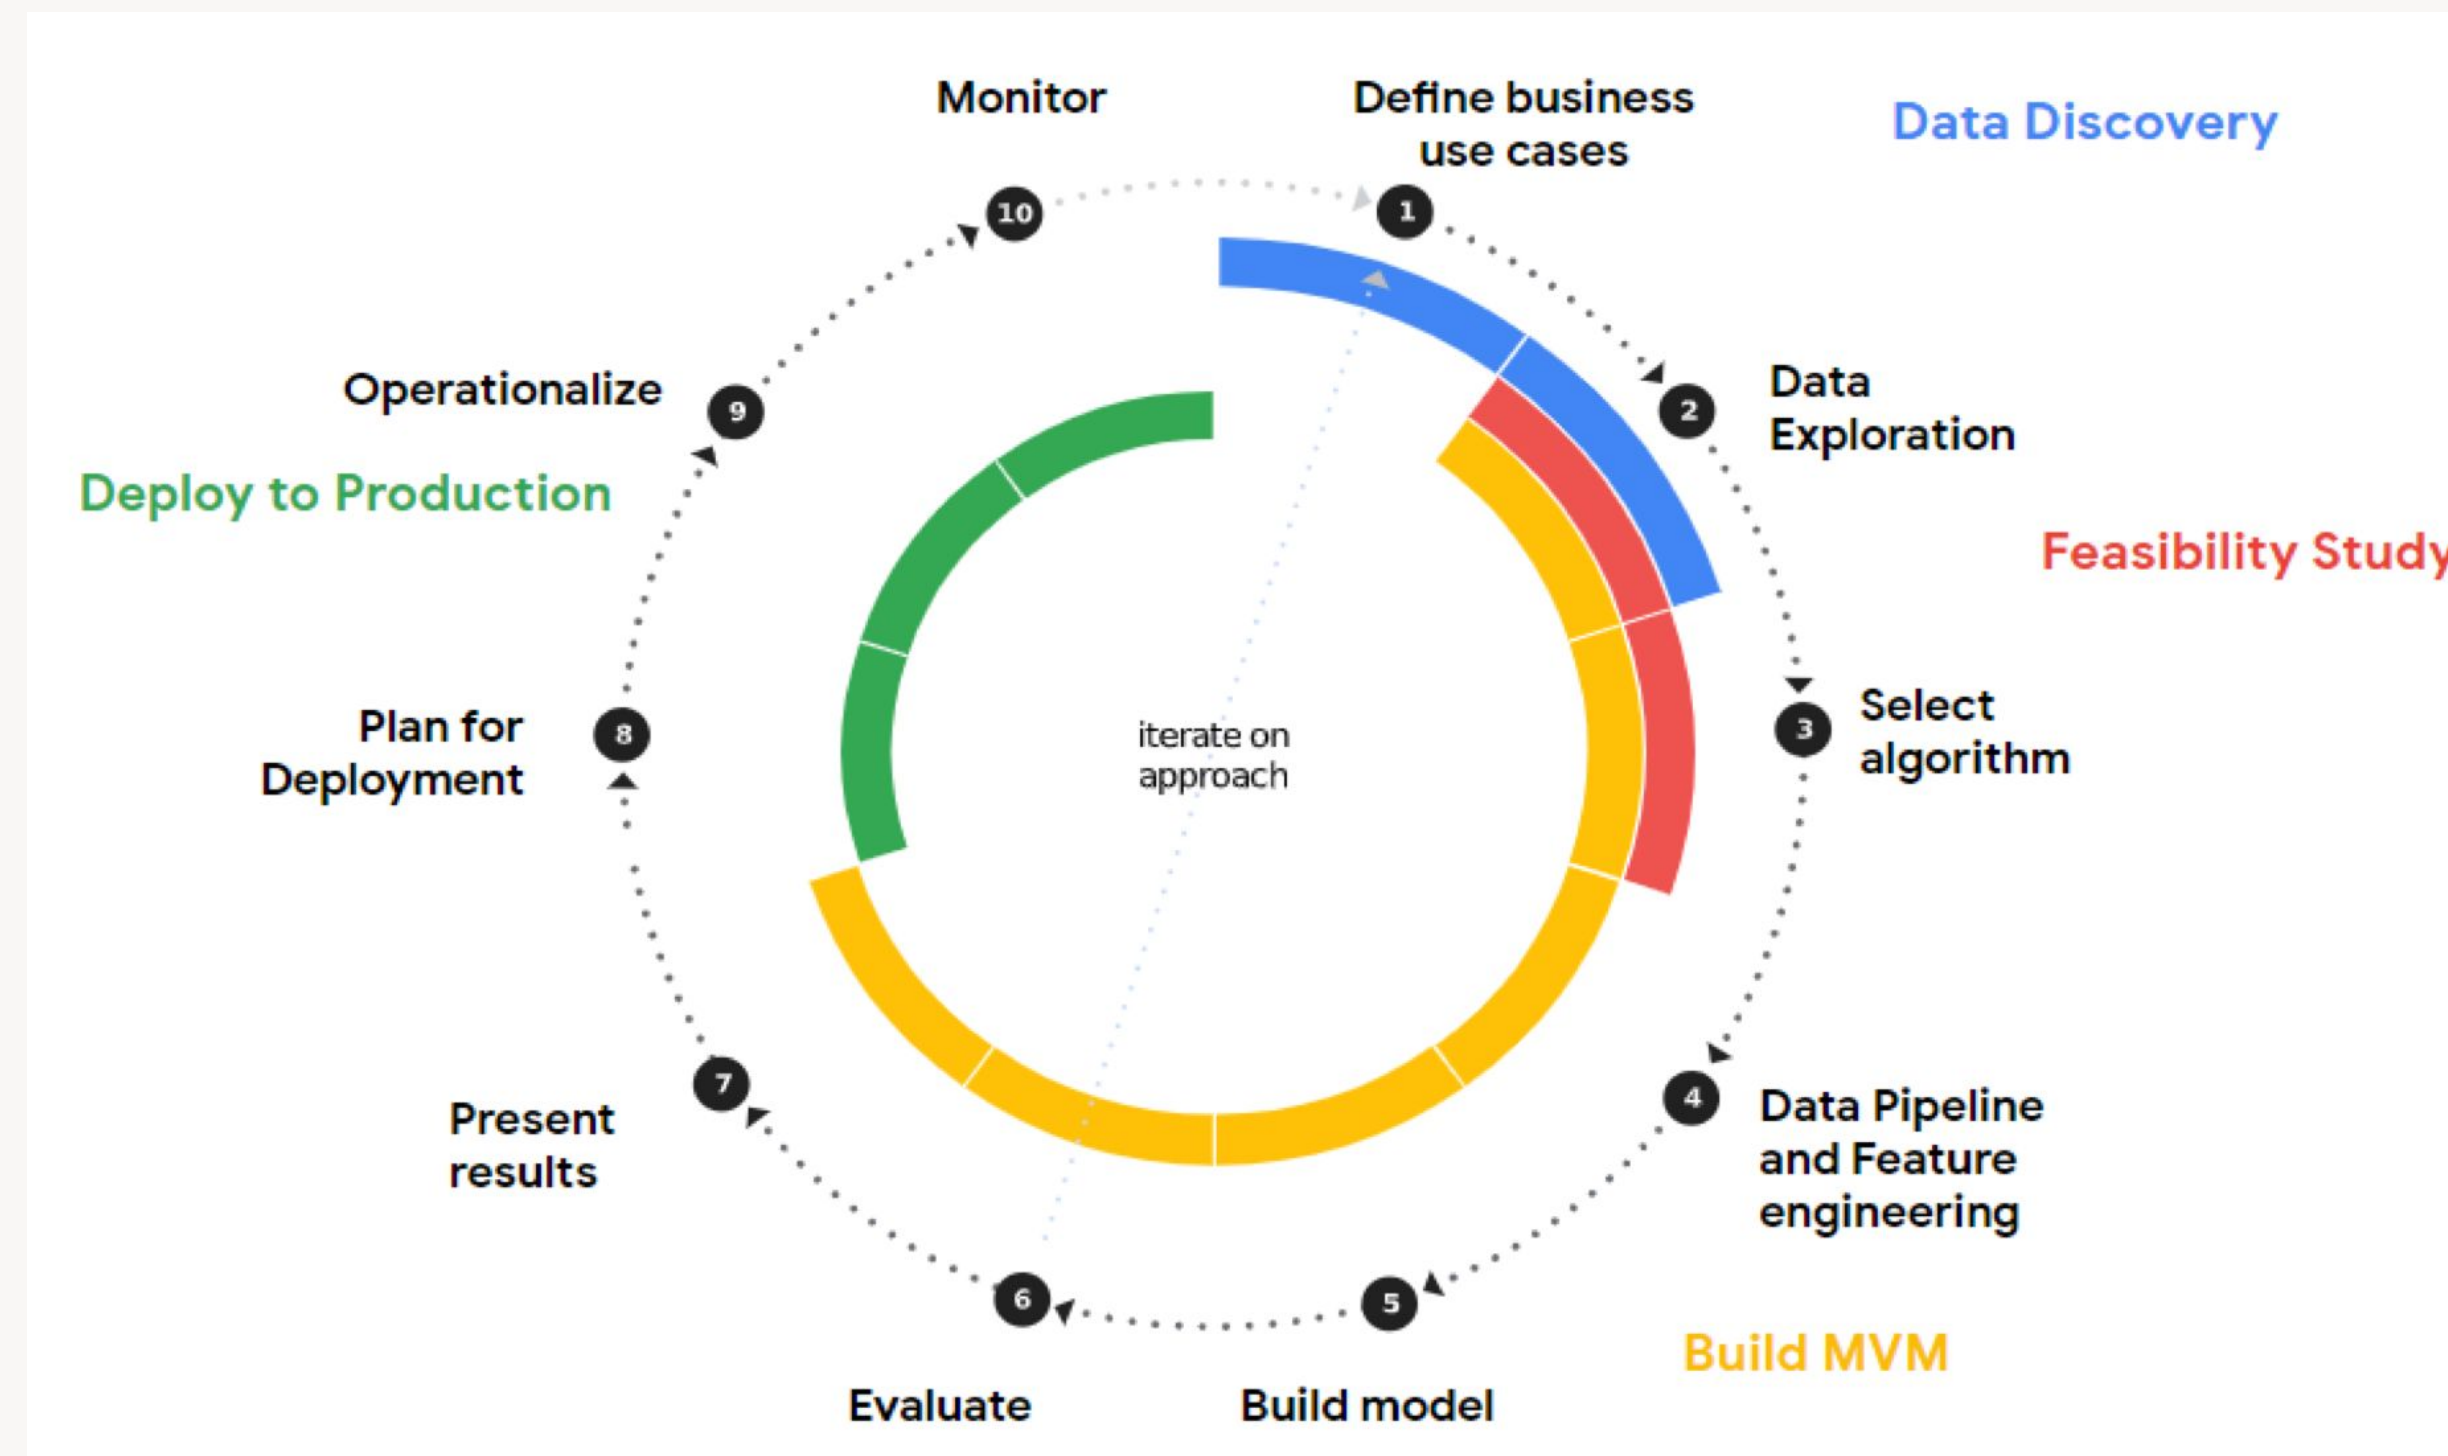 Monitor
Define business
use cases
Data Discovery
10
1
Operationalize
9
2
Data
Exploration
Deploy to Production
Feasibility Study
Plan for
Deployment
8
iterate on
approach
3
Select
algorithm
7
Present
results
4
Data Pipeline
and Feature
engineering
6
5
Build MVM
Evaluate
Build model